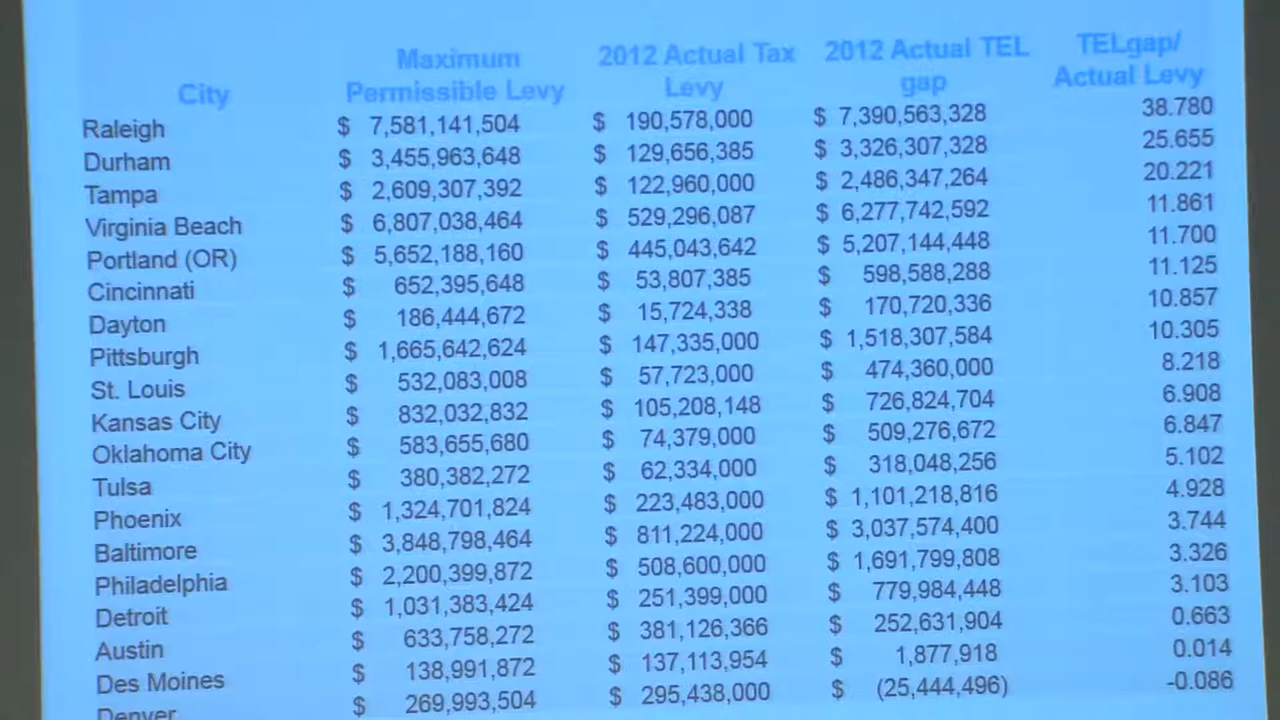 City Maximum Permissible Levy 2012 Actual Tax Levy 2012 Actual TEL gap TELgap/ Actual Levy
Raleigh $ 7,581,141,504 $ 190,578,000 $ 7,390,563,328 38.780
Durham $ 3,455,963,648 $ 129,656,385 $ 3,326,307,328 25.655
Tampa $ 2,609,307,392 $ 122,960,000 $ 2,486,347,264 20.221
Virginia Beach $ 6,807,038,464 $ 529,296,087 $ 6,277,742,592 11.861
Portland (OR) $ 5,652,188,160 $ 445,043,642 $ 5,207,144,448 11.700
Cincinnati $ 652,395,648 $ 53,807,385 $ 598,588,288 11.125
Dayton $ 186,444,672 $ 15,724,338 $ 170,720,336 10.857
Pittsburgh $ 1,665,642,624 $ 147,335,000 $ 1,518,307,584 10.305
St. Louis $ 532,083,008 $ 57,723,000 $ 474,360,000 8.218
Kansas City $ 832,032,832 $ 105,208,148 $ 726,824,704 6.908
Oklahoma City $ 583,655,680 $ 74,379,000 $ 509,276,672 6.847
Tulsa $ 380,382,272 $ 62,334,000 $ 318,048,256 5.102
Phoenix $ 1,324,701,824 $ 223,483,000 $ 1,101,218,816 4.928
Baltimore $ 3,848,798,464 $ 811,224,000 $ 3,037,574,400 3.744
Philadelphia $ 2,200,399,872 $ 508,600,000 $ 1,691,799,808 3.326
Detroit $ 1,031,383,424 $ 251,399,000 $ 779,984,448 3.103
Austin $ 633,758,272 $ 381,126,366 $ 252,631,904 0.663
Des Moines $ 138,991,872 $ 137,113,954 $ 1,877,918 0.014
Denver $ 269,993,504 $ 295,438,000 $ (25,444,496) -0.086